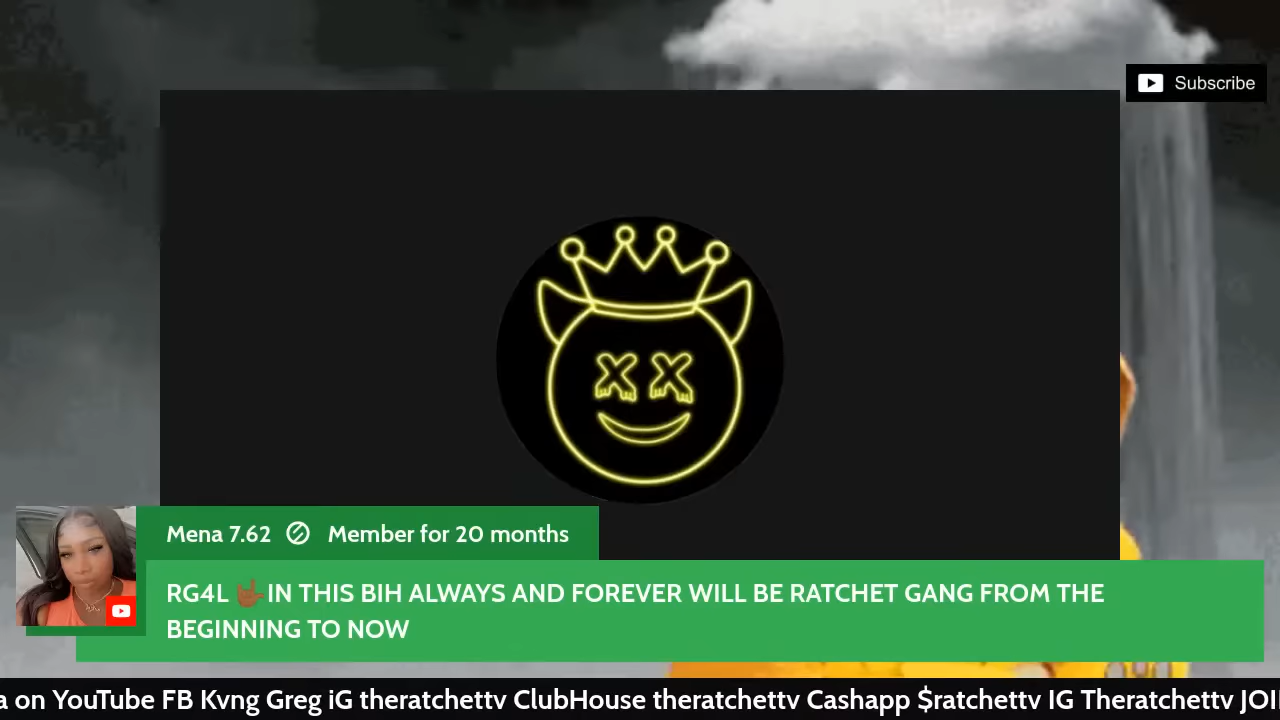 Subscribe
Mena 7.62 Member for 20 months
RG4L 🤟🏾IN THIS BIH ALWAYS AND FOREVER WILL BE RATCHET GANG FROM THE
BEGINNING TO NOW
a on YouTube FB Kvng Greg iG theratchettv ClubHouse theratchettv Cashapp $ratchettv IG Theratchettv JOI